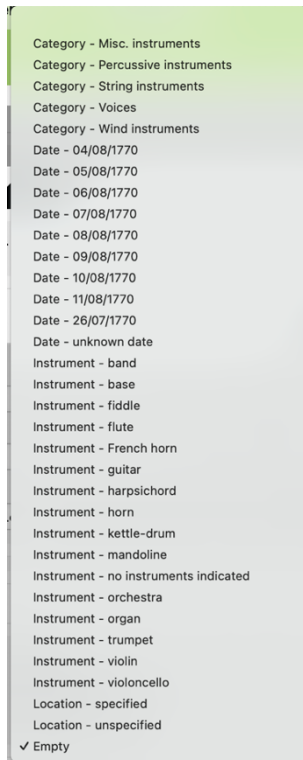 Category - Misc. instruments
Category - Percussive instruments
Category - String instruments
Category - Voices
Category - Wind instruments
Date - 04/08/1770
Date - 05/08/1770
Date - 06/08/1770
Date - 07/08/1770
Date - 08/08/1770
Date - 09/08/1770
Date - 10/08/1770
Date - 11/08/1770
Date - 26/07/1770
Date - unknown date
Instrument - band
Instrument - base
Instrument - fiddle
Instrument - flute
Instrument - French horn
Instrument - guitar
Instrument - harpsichord
Instrument - horn
Instrument - kettle-drum
Instrument - mandoline
Instrument - no instruments indicated
Instrument - orchestra
Instrument - organ
Instrument - trumpet
Instrument - violin
Instrument - violoncello
Location - specified
Location - unspecified
✓ Empty